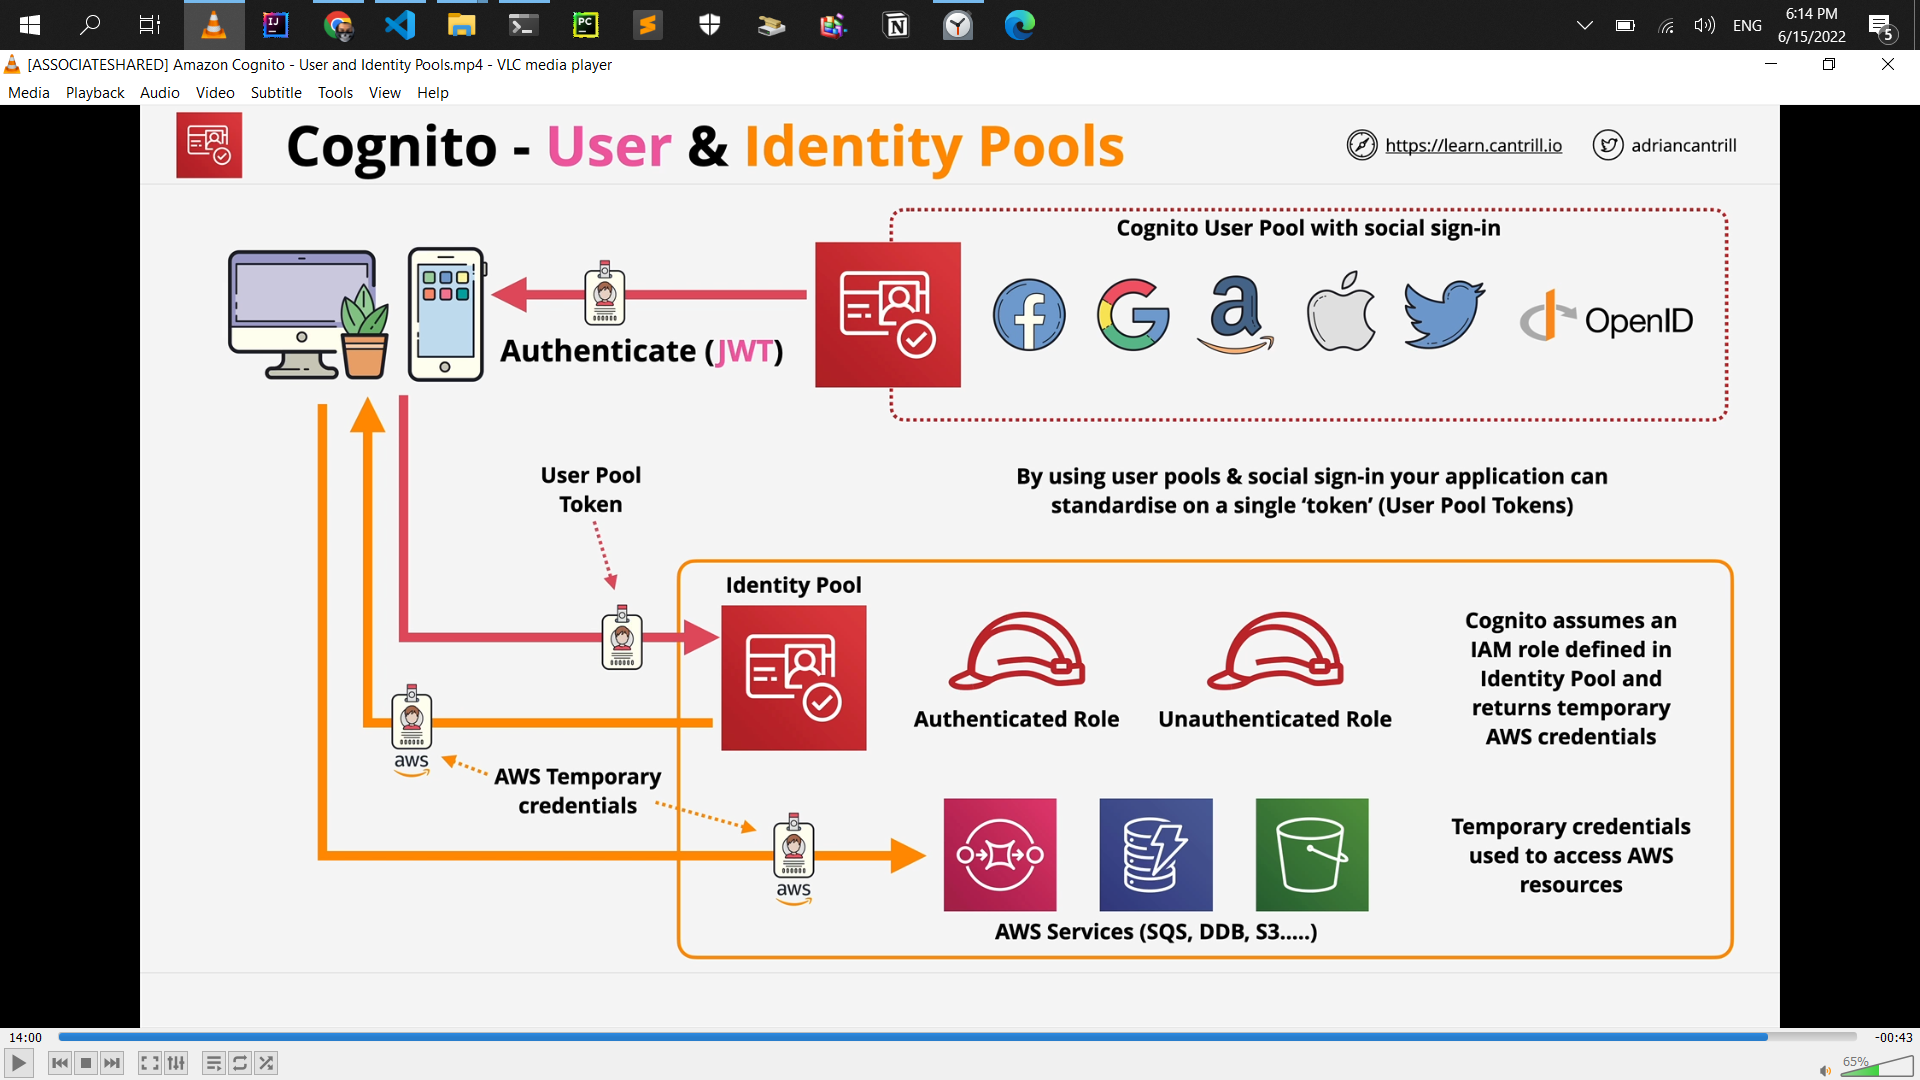 ENG
6:14 PM
6/15/2022
5
[ASSOCIATESHARED] Amazon Cognito - User and Identity Pools.mp4 - VLC media player
Media Playback Audio Video Subtitle Tools View Help
Cognito - User & Identity Pools
https://learn.cantrill.io
adriancantrill
Cognito User Pool with social sign-in
OpenID
Authenticate (JWT)
User Pool
Token
By using user pools & social sign-in your application can
standardise on a single ‘token’ (User Pool Tokens)
Identity Pool
Authenticated Role
Unauthenticated Role
Cognito assumes an
IAM role defined in
Identity Pool and
returns temporary
AWS credentials
aws
AWS Temporary
credentials
aws
AWS Services (SQS, DDB, S3.....)
Temporary credentials
used to access AWS
resources
14:00
-00:43
65%